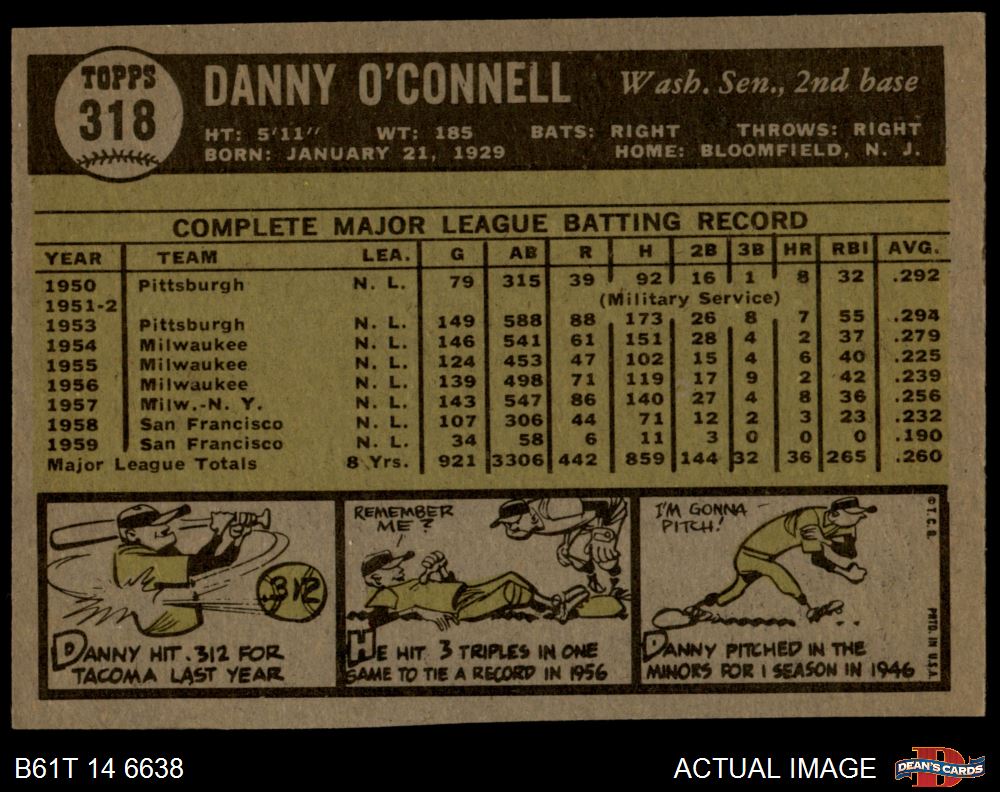 TOPPS
318
DANNY O'CONNELL
Wash. Sen., 2nd base
HT: 5'11" WT: 185 BATS: RIGHT THROWS: RIGHT
BORN: JANUARY 21, 1929 HOME: BLOOMFIELD, N. J.
COMPLETE MAJOR LEAGUE BATTING RECORD
YEAR TEAM LEA. G AB R H 2B 3B HR RBI AVG.
1950 Pittsburgh N. L. 79 315 39 92 16 1 8 32 .292
1951-2 (Military Service)
1953 Pittsburgh N. L. 149 588 88 173 26 8 7 55 .294
1954 Milwaukee N. L. 146 541 61 151 28 4 2 37 .279
1955 Milwaukee N. L. 124 453 47 102 15 4 6 40 .225
1956 Milwaukee N. L. 139 498 71 119 17 9 2 42 .239
1957 Milw.-N. Y. N. L. 143 547 86 140 27 4 8 36 .256
1958 San Francisco N. L. 107 306 44 71 12 2 3 23 .232
1959 San Francisco N. L. 34 58 6 11 3 0 0 0 .190
Major League Totals 8 Yrs. 921 3306 442 859 144 32 36 265 .260
312
DANNY HIT .312 FOR
TACOMA LAST YEAR
REMEMBER
ME?
HE HIT 3 TRIPLES IN ONE
GAME TO TIE A RECORD IN 1956
I'M GONNA
PITCH!
DANNY PITCHED IN THE
MINORS FOR 1 SEASON IN 1946
© T.C.G.
PRTD. IN U.S.A.
B61T 14 6638
ACTUAL IMAGE
DEAN'S CARDS